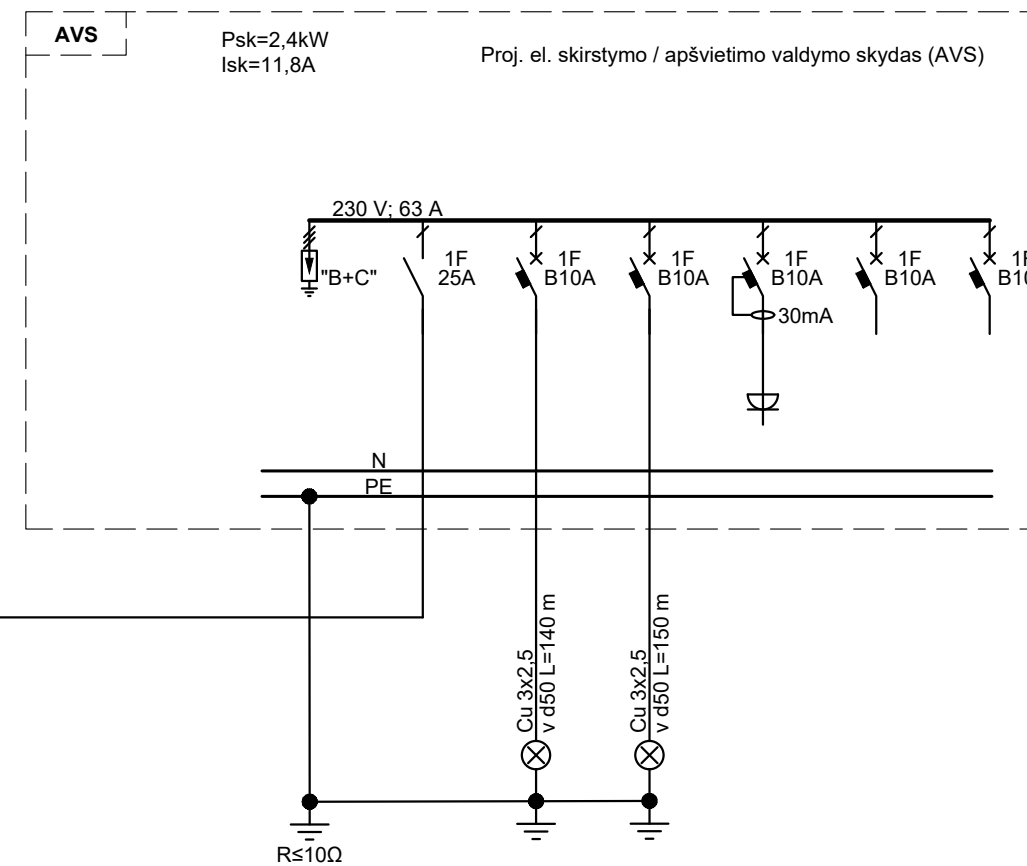 AVS
Psk=2,4kW
Isk=11,8A
Proj. el. skirstymo / apšvietimo valdymo skydas (AVS)
230 V; 63 A
"B+C"
1F
25A
1F
B10A
1F
B10A
1F
B10A
30mA
1F
B10A
1F
B10
N
PE
Cu 3x2,5
v d50 L=140 m
Cu 3x2,5
v d50 L=150 m
R≤10Ω